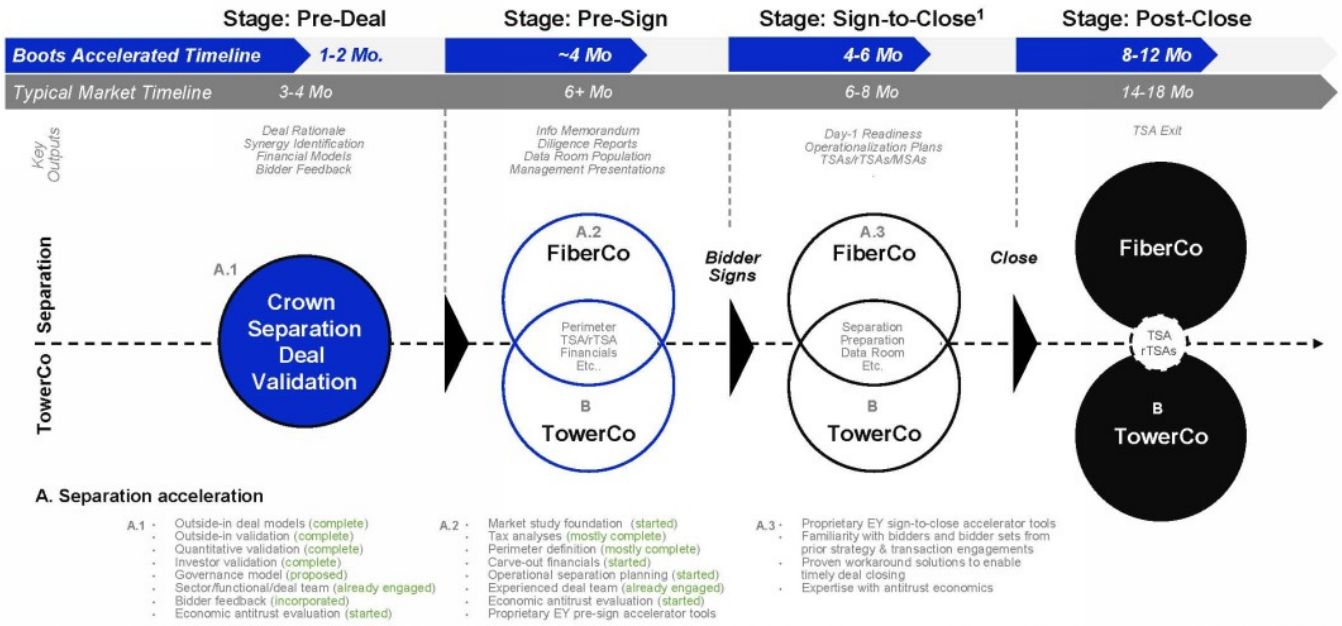 Stage: Pre-Deal
Stage: Pre-Sign
Stage: Sign-to-Close¹
Stage: Post-Close
Boots Accelerated Timeline
1-2 Mo.
~4 Mo
4-6 Mo
8-12 Mo
Typical Market Timeline
3-4 Mo
6+ Mo
6-8 Mo
14-18 Mo
Key
Outputs
Deal Rationale
Synergy Identification
Financial Models
Bidder Feedback
Info Memorandum
Diligence Reports
Data Room Population
Management Presentations
Day-1 Readiness
Operationalization Plans
TSAs/rTSAs/MSAs
.
TSA Exit
TowerCo Separation
A.1
Crown
Separation
Deal
Validation
A.2
FiberCo
Perimeter
TSA/rTSA
Financials
Etc..
B
TowerCo
Bidder
Signs
A.3
FiberCo
Separation
Preparation
Data Room
Etc.
B
TowerCo
Close
FiberCo
TSA
rTSAs
B
TowerCo
A. Separation acceleration
A.1
· Outside-in deal models (complete)
· Outside-in validation (complete)
· Quantitative validation (complete)
· Investor validation (complete)
· Governance model (proposed)
· Sector/functional/deal team (already engaged)
· Bidder feedback (incorporated)
· Economic antitrust evaluation (started)
A.2
· Market study foundation (started)
· Tax analyses (mostly complete)
· Perimeter definition (mostly complete)
· Carve-out financials (started)
· Operational separation planning (started)
· Experienced deal team (already engaged)
· Economic antitrust evaluation (started)
· Proprietary EY pre-sign accelerator tools
A.3
· Proprietary EY sign-to-close accelerator tools
· Familiarity with bidders and bidder sets from
prior strategy & transaction engagements
· Proven workaround solutions to enable
timely deal closing
· Expertise with antitrust economics